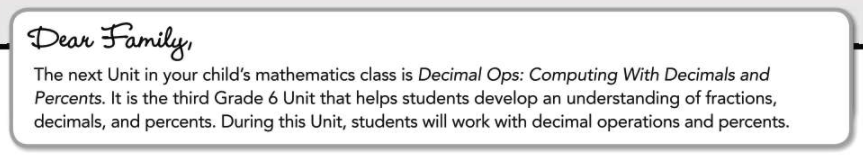 Dear Family,
The next Unit in your child's mathematics class is Decimal Ops: Computing With Decimals and
Percents. It is the third Grade 6 Unit that helps students develop an understanding of fractions,
decimals, and percents. During this Unit, students will work with decimal operations and percents.